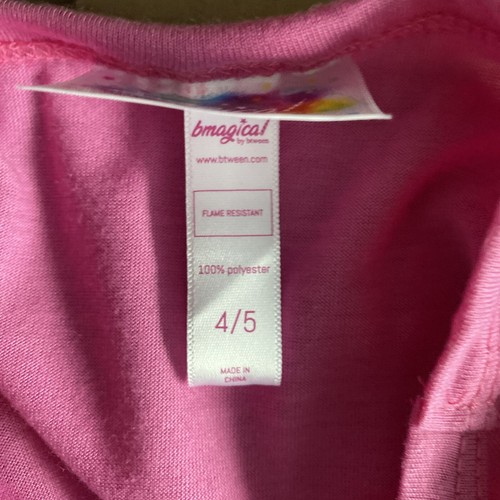 bmagical
by btween
www.btween.com
FLAME RESISTANT
100% polyester
4/5
MADE IN
CHINA